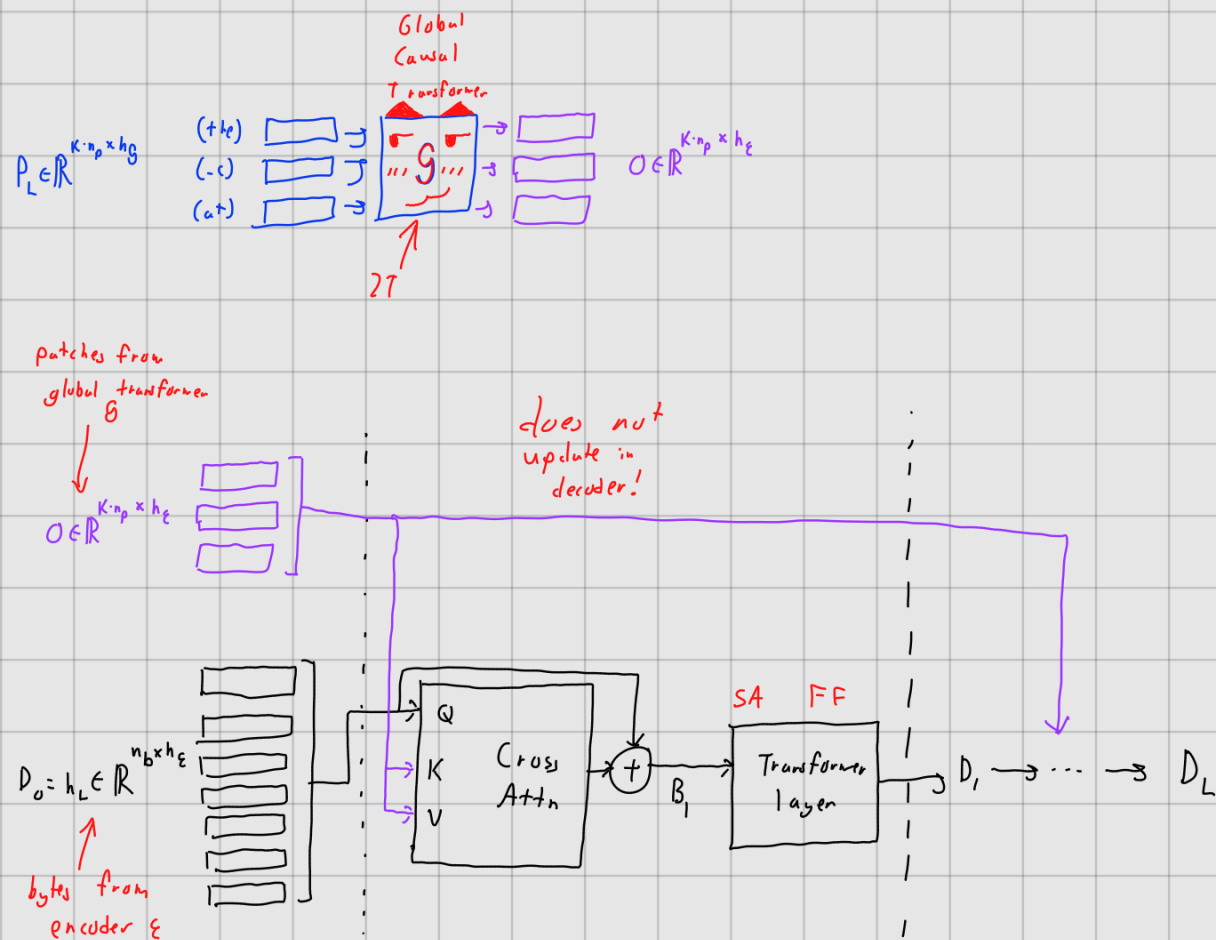 Global
Causal
Transformer
(the)
(-c)
(at)
P_L ∈ ℝ^{K·n_p × h_G}
G
O ∈ ℝ^{K·n_p × h_ε}
2T
patches from
global transformer
G
does not
update in
decoder!
O ∈ ℝ^{K·n_p × h_ε}
Q
K
V
Cross
Attn
+
B_1
SA FF
Transformer
layer
D_1 → ··· → D_L
D_0 = h_L ∈ ℝ^{n_b × h_ε}
bytes from
encoder ε